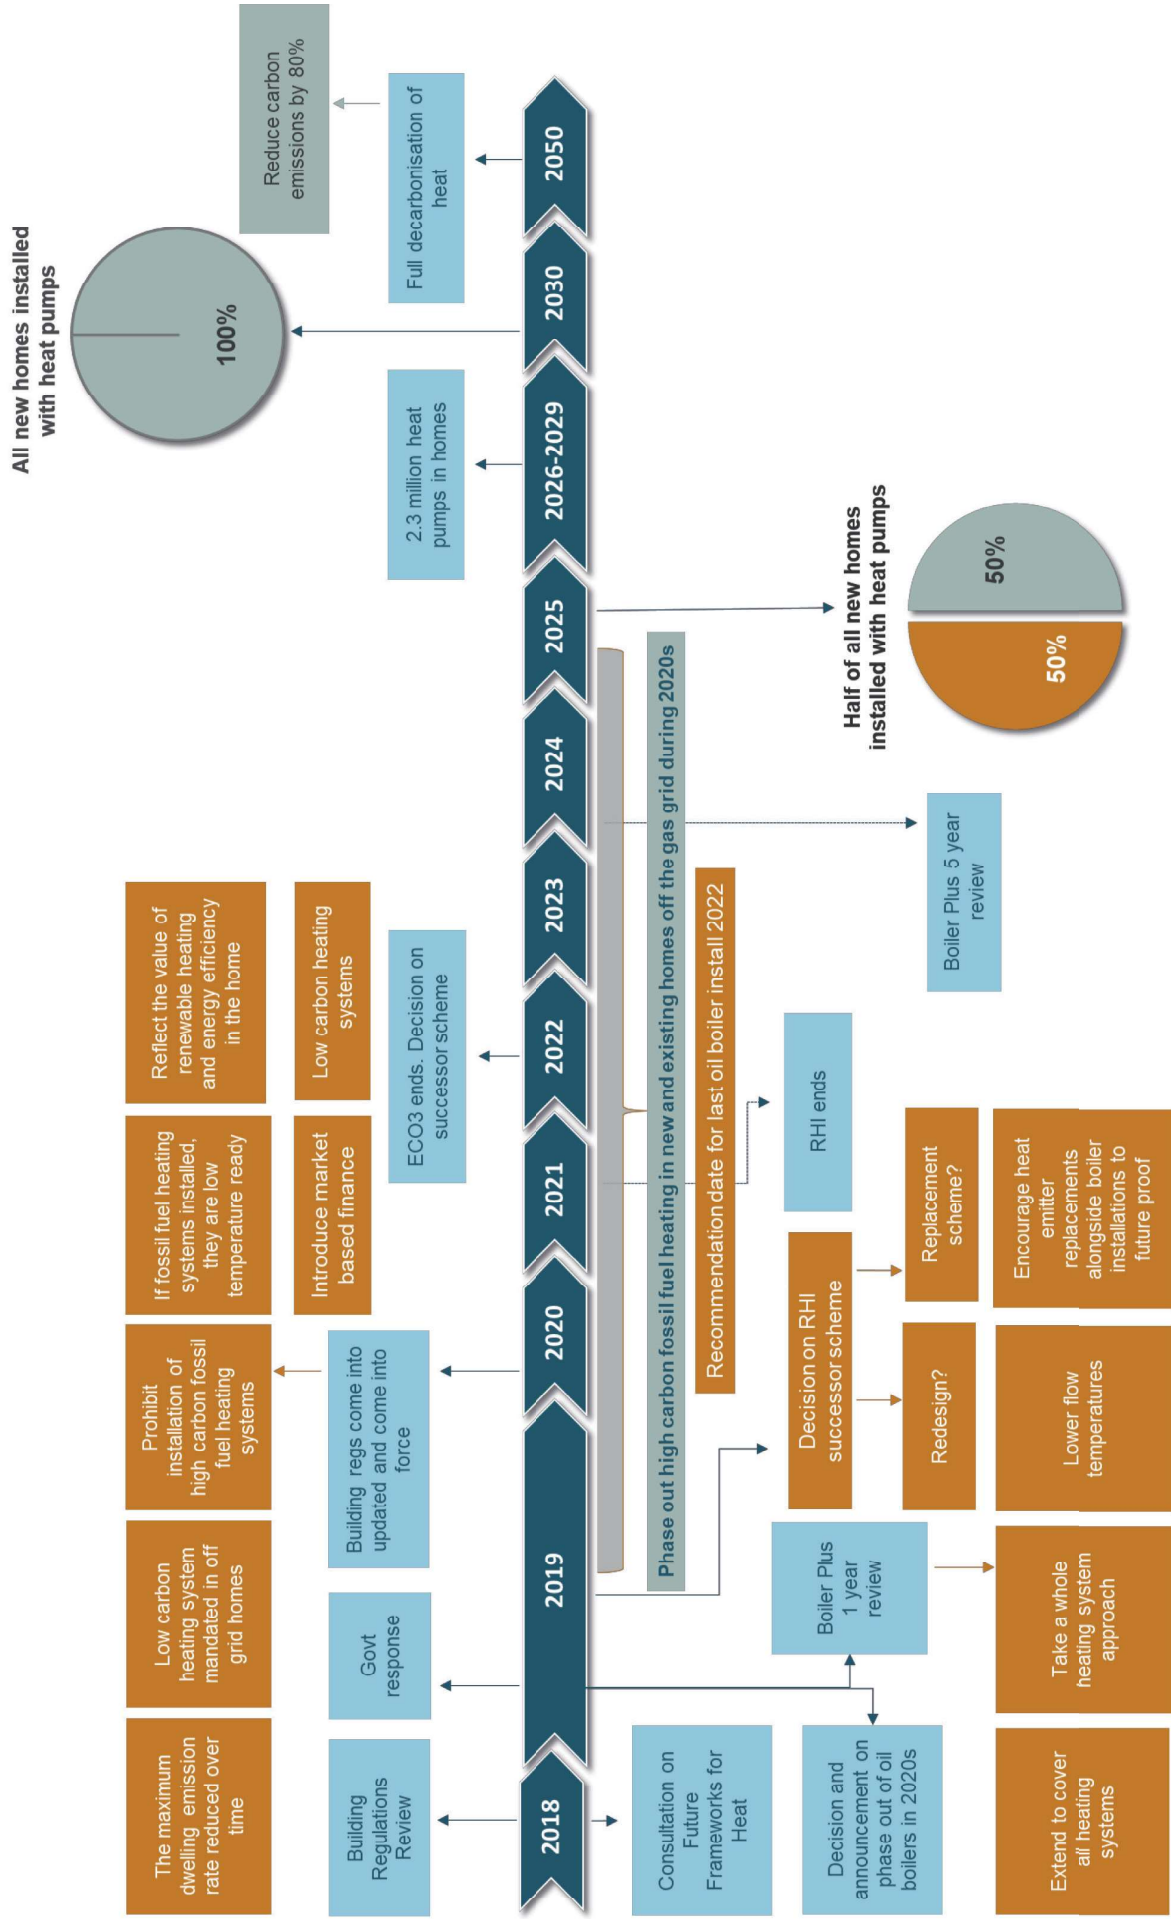 The maximum
dwelling emission
rate reduced over
time
Low carbon
heating system
mandated in off
grid homes
Prohibit
installation of
high carbon fossil
fuel heating
systems
If fossil fuel heating
systems installed,
they are low
temperature ready
Reflect the value of
renewable heating
and energy efficiency
in the home
Introduce market
based finance
Low carbon heating
systems
All new homes installed
with heat pumps
100%
Reduce carbon
emissions by 80%
Building
Regulations
Review
Govt
response
Building regs come into
updated and come into
force
ECO3 ends. Decision on
successor scheme
2.3 million heat
pumps in homes
Full decarbonisation of
heat
2018
2019
2020
2021
2022
2023
2024
2025
2026-2029
2030
2050
Phase out high carbon fossil fuel heating in new and existing homes off the gas grid during 2020s
Recommendation date for last oil boiler install 2022
Consultation on
Future
Frameworks for
Heat
Decision and
announcement on
phase out of oil
boilers in 2020s
Boiler Plus
1 year
review
Decision on RHI
successor scheme
Redesign?
Replacement
scheme?
RHI ends
Boiler Plus 5 year
review
Half of all new homes
installed with heat pumps
50%
50%
Extend to cover
all heating
systems
Take a whole
heating system
approach
Lower flow
temperatures
Encourage heat
emitter
replacements
alongside boiler
installations to
future proof